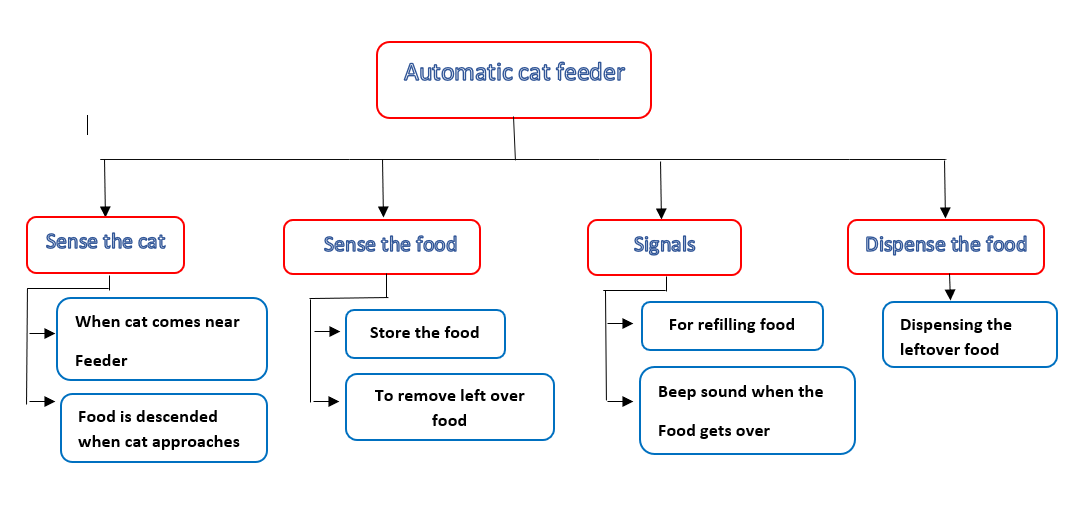 Automatic cat feeder
Sense the cat
When cat comes near
Feeder
Food is descended
when cat approaches
Sense the food
Store the food
To remove left over
food
Signals
For refilling food
Beep sound when the
Food gets over
Dispense the food
Dispensing the
leftover food